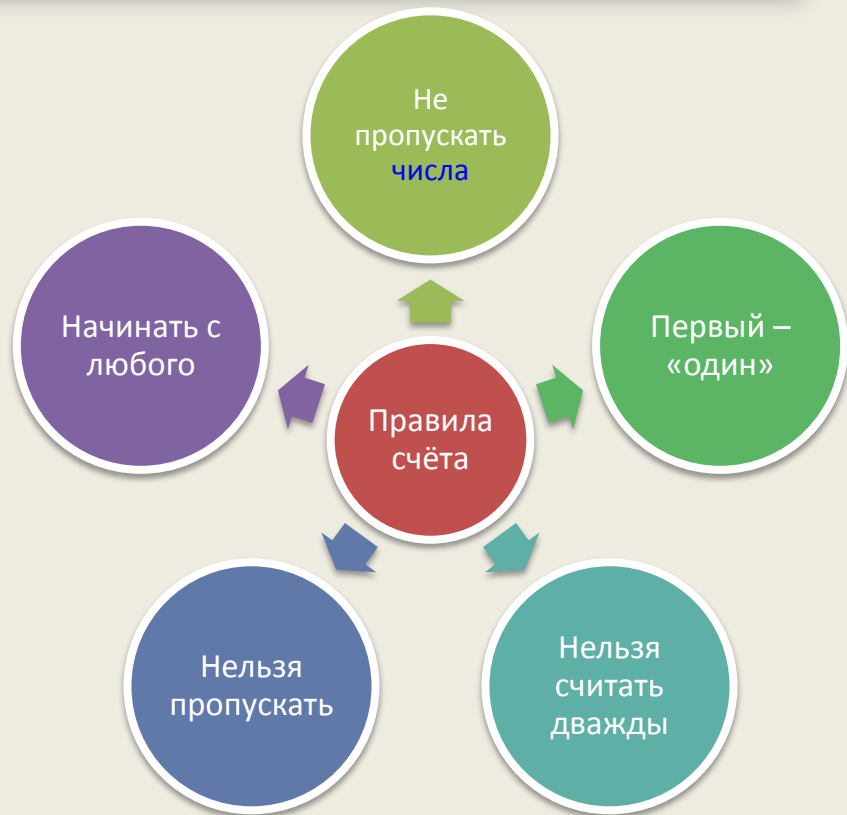 Не
пропускать
числа
Начинать с
любого
Первый –
«один»
Правила
счёта
Нельзя
пропускать
Нельзя
считать
дважды